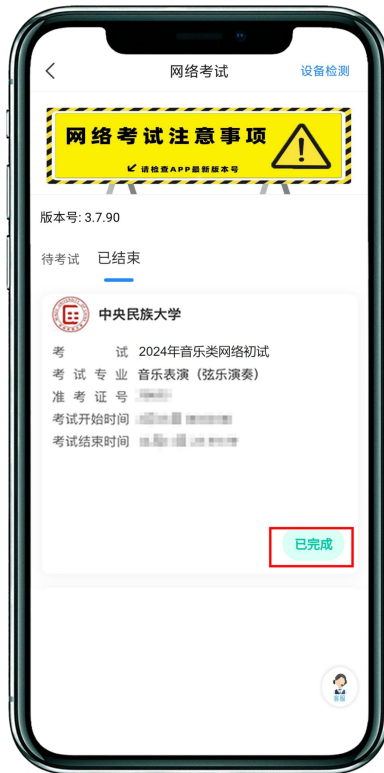 网络考试
设备检测
网络考试注意事项
请检查APP最新版本号
版本号: 3.7.90
待考试 已结束
中央民族大学
考试 2024年音乐类网络初试
考试专业 音乐表演（弦乐演奏）
准考证号
考试开始时间
考试结束时间
已完成
客服